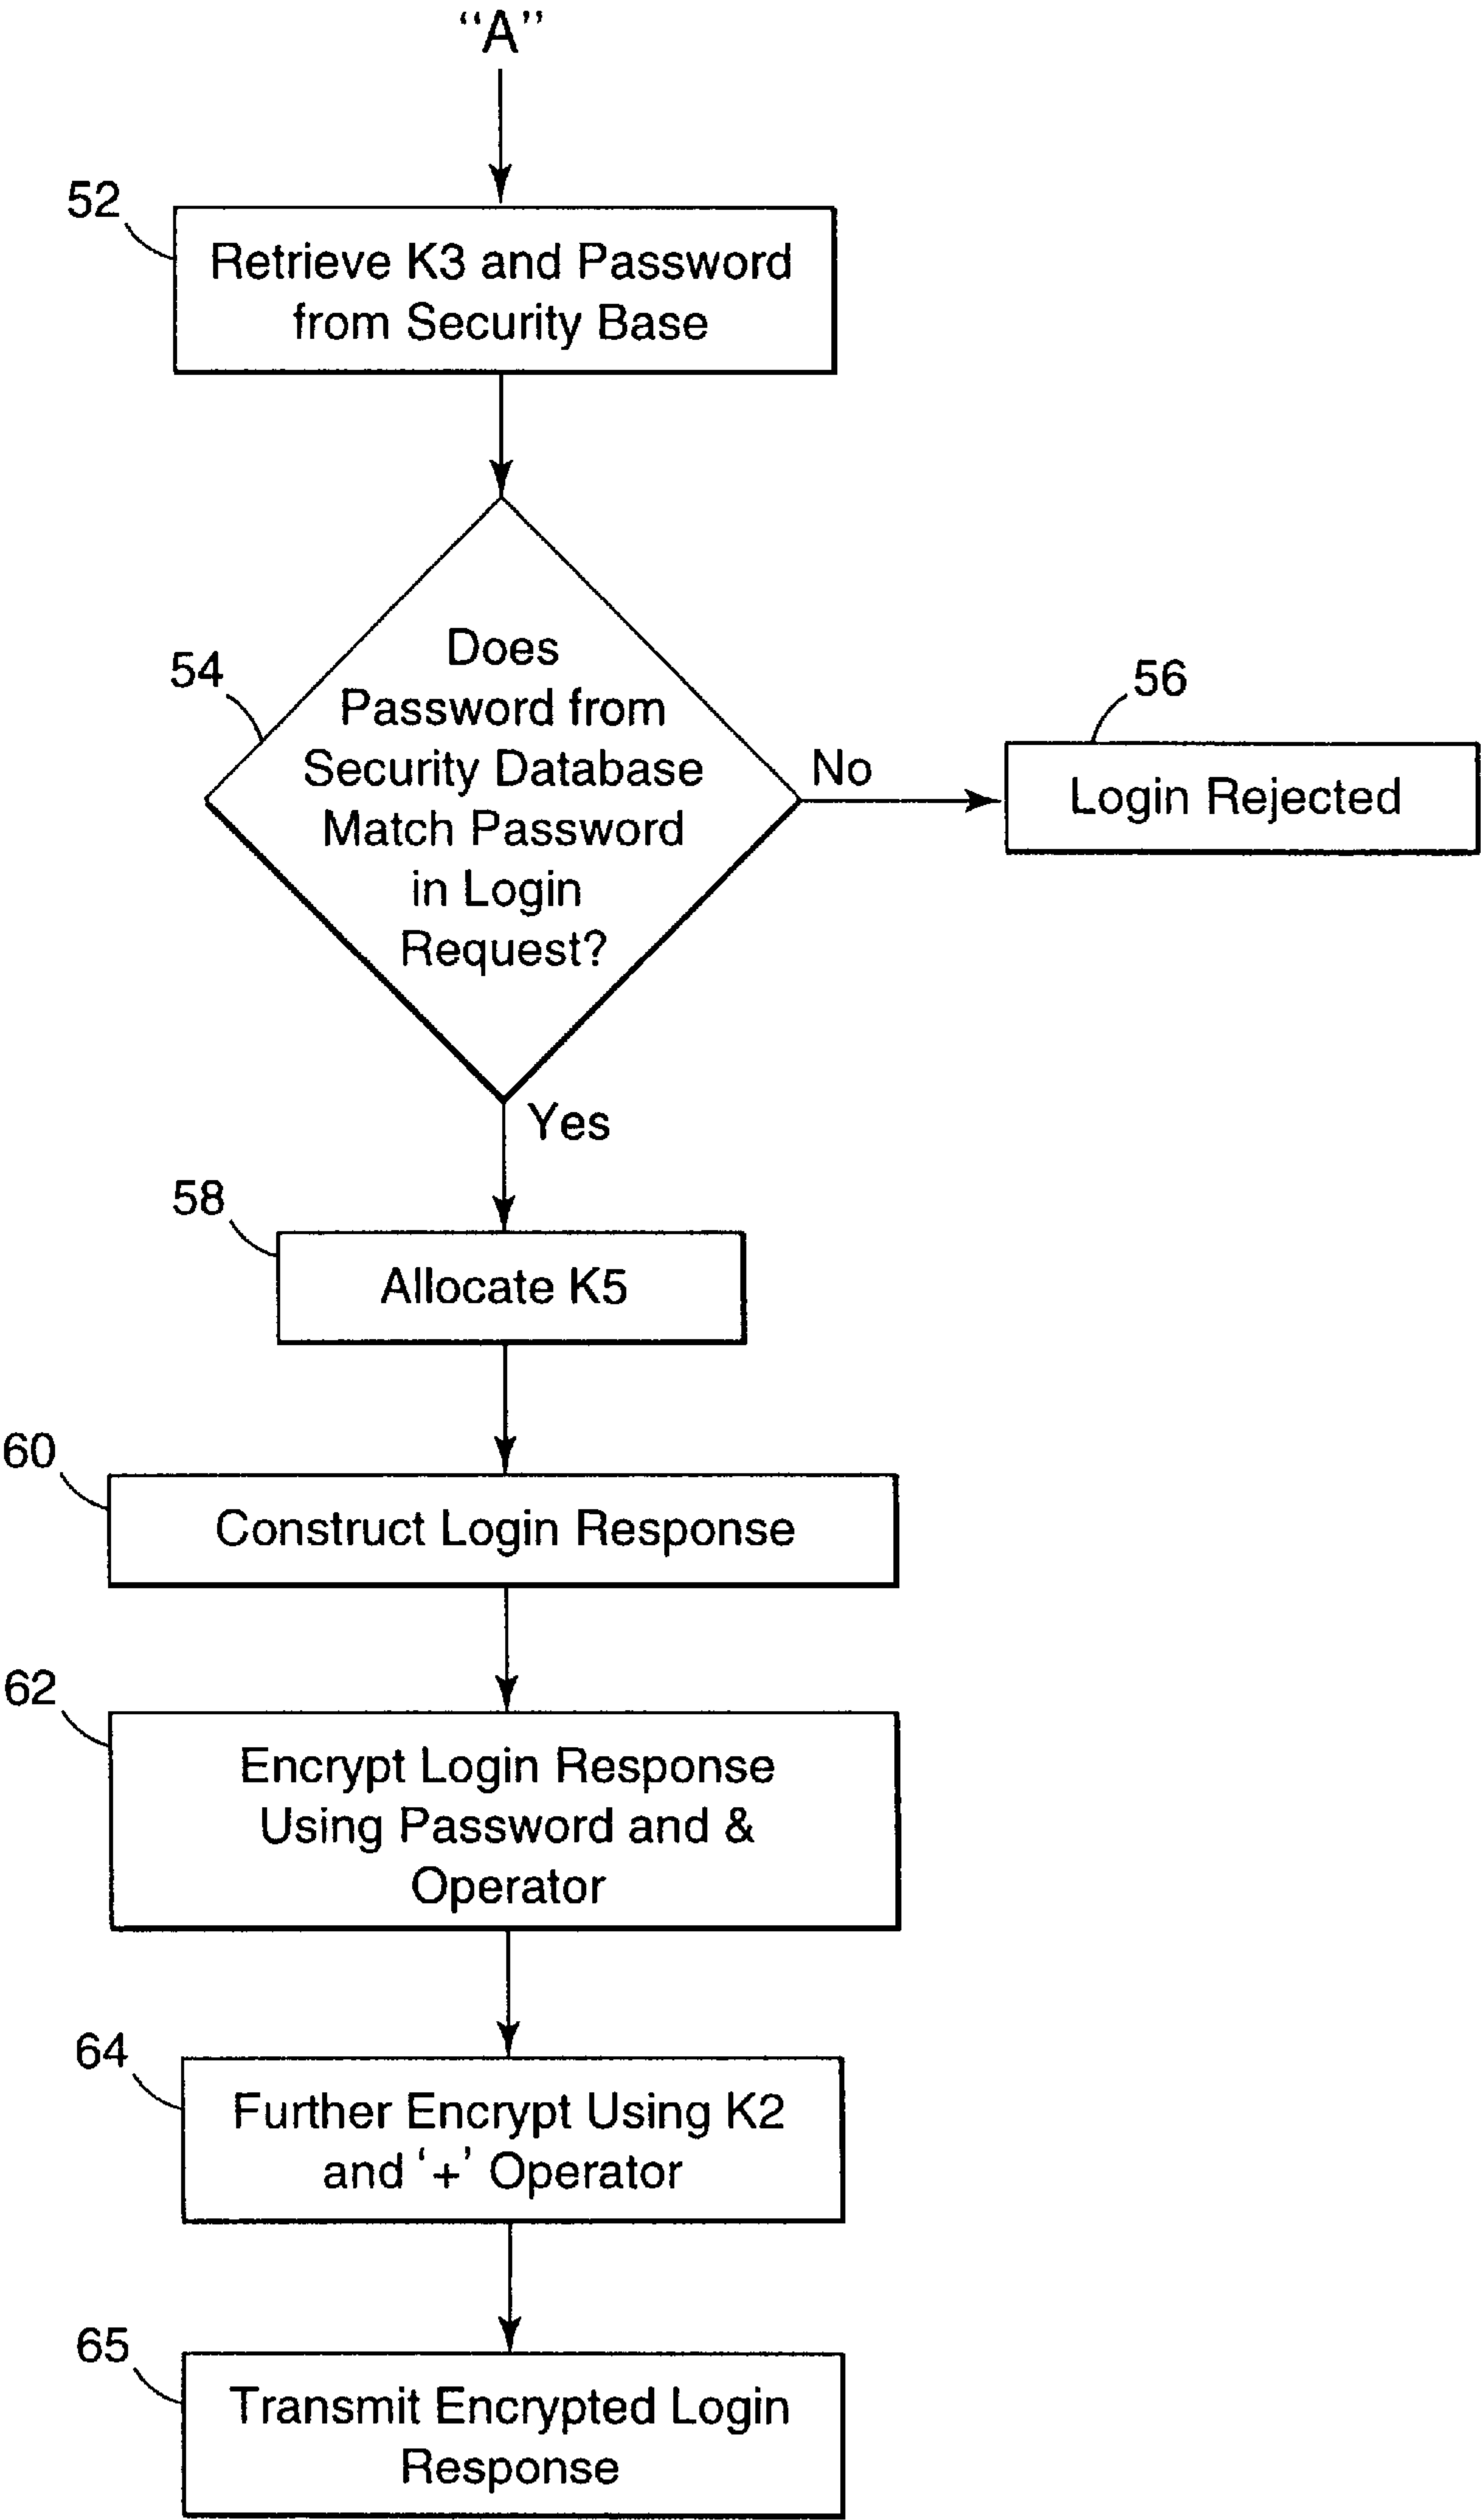 “A”
52
Retrieve K3 and Password
from Security Base
54
Does
Password from
Security Database
Match Password
in Login
Request?
No
56
Login Rejected
Yes
58
Allocate K5
60
Construct Login Response
62
Encrypt Login Response
Using Password and &
Operator
64
Further Encrypt Using K2
and ‘+’ Operator
65
Transmit Encrypted Login
Response